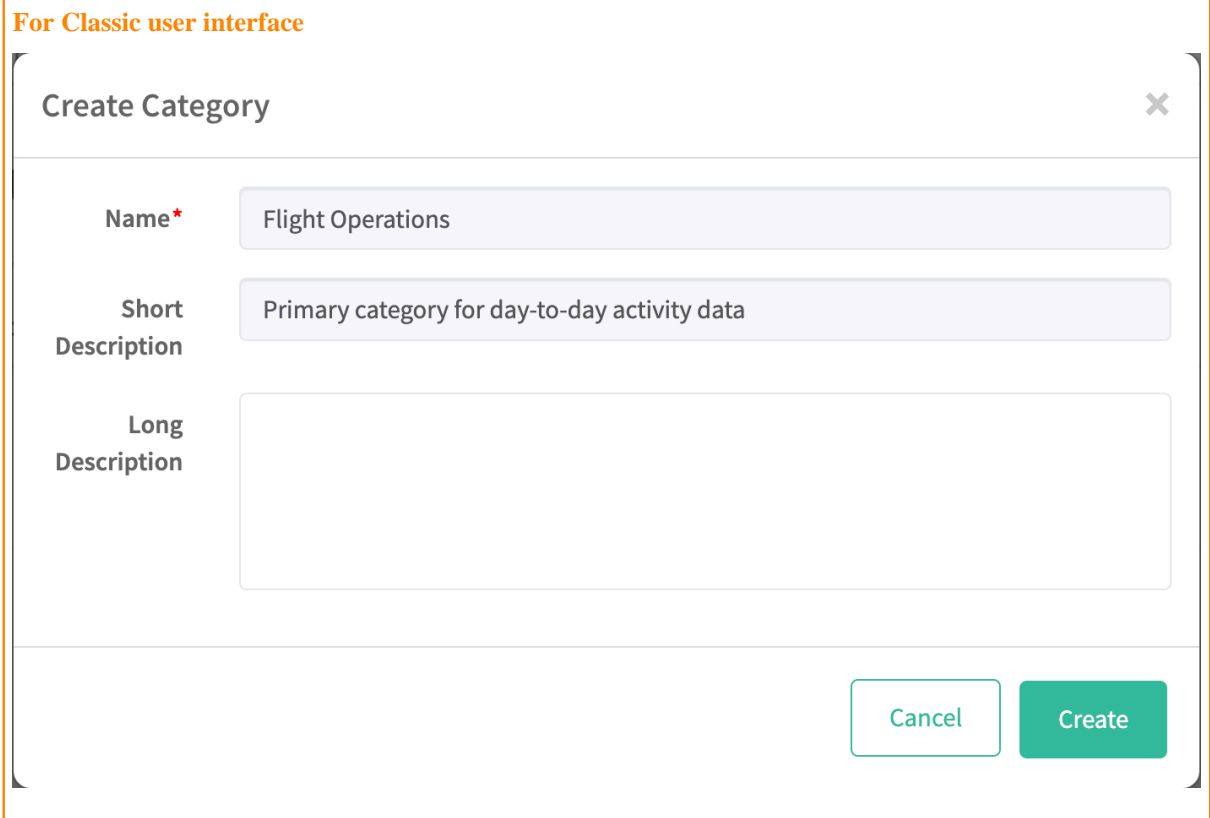 For Classic user interface
Create Category
×
Name*
Flight Operations
Short
Description
Primary category for day-to-day activity data
Long
Description
Cancel
Create